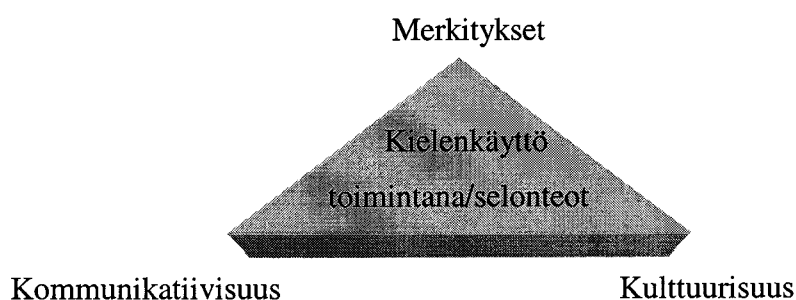 Merkitykset
Kielenkäyttö
toimintana/selonteot
Kommunikatiivisuus
Kulttuurisuus